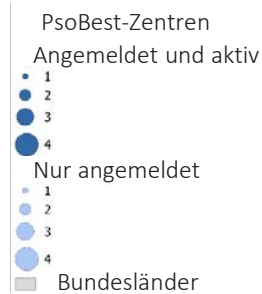 PsoBest-Zentren
Angemeldet und aktiv
1
2
3
4
Nur angemeldet
1
2
3
4
Bundesländer